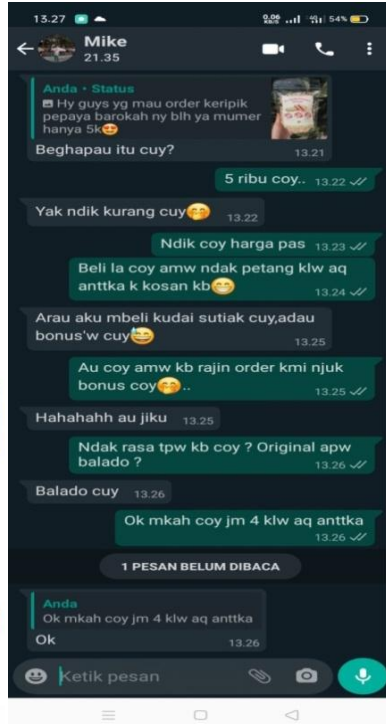 13.27
9,06 KB/S 4G 54%
Mike
21.35
Anda • Status
Hy guys yg mau order keripik
pepaya barokah ny blh ya mumer
hanya 5k😍
Beghapau itu cuy?
13.21
5 ribu coy.. 13.22
Yak ndik kurang cuy🤗 13.22
Ndik coy harga pas 13.23
Beli la coy amw ndak petang klw aq
anttka k kosan kb😁
13.24
Arau aku mbeli kudai sutiak cuy,adau
bonus'w cuy😅
13.25
Au coy amw kb rajin order kmi njuk
bonus coy🤗..
13.25
Hahahahh au jiku 13.25
Ndak rasa tpw kb coy ? Original apw
balado ?
13.26
Balado cuy 13.26
Ok mkah coy jm 4 klw aq anttka
13.26
1 PESAN BELUM DIBACA
Anda
Ok mkah coy jm 4 klw aq anttka
Ok
13.26
Ketik pesan